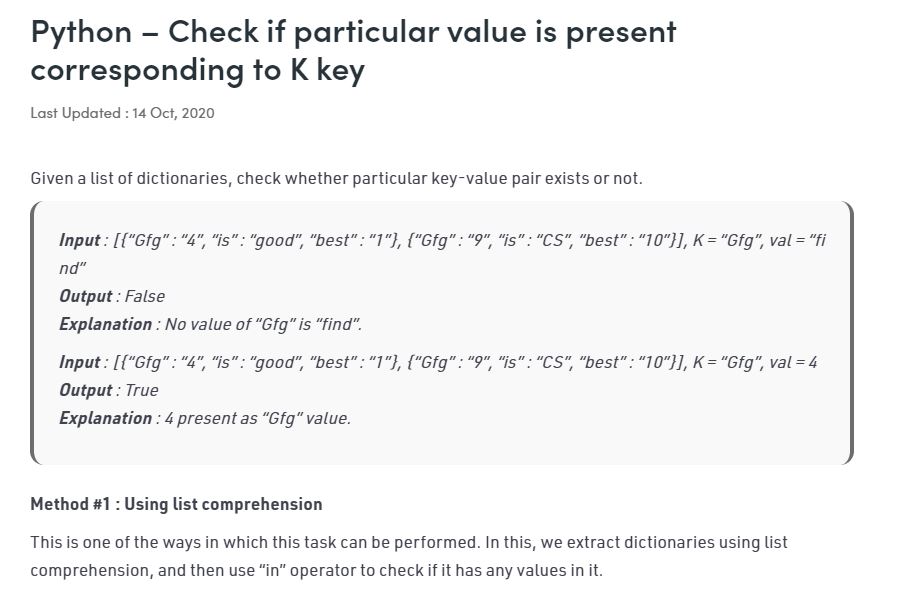 Python – Check if particular value is present
corresponding to K key
Last Updated : 14 Oct, 2020
Given a list of dictionaries, check whether particular key-value pair exists or not.
Input : [{“Gfg” : “4”, “is” : “good”, “best” : “1”}, {“Gfg” : “9”, “is” : “CS”, “best” : “10”}], K = “Gfg”, val = “fi
nd”
Output : False
Explanation : No value of “Gfg” is “find”.
Input : [{“Gfg” : “4”, “is” : “good”, “best” : “1”}, {“Gfg” : “9”, “is” : “CS”, “best” : “10”}], K = “Gfg”, val = 4
Output : True
Explanation : 4 present as “Gfg” value.
Method #1 : Using list comprehension
This is one of the ways in which this task can be performed. In this, we extract dictionaries using list
comprehension, and then use “in” operator to check if it has any values in it.